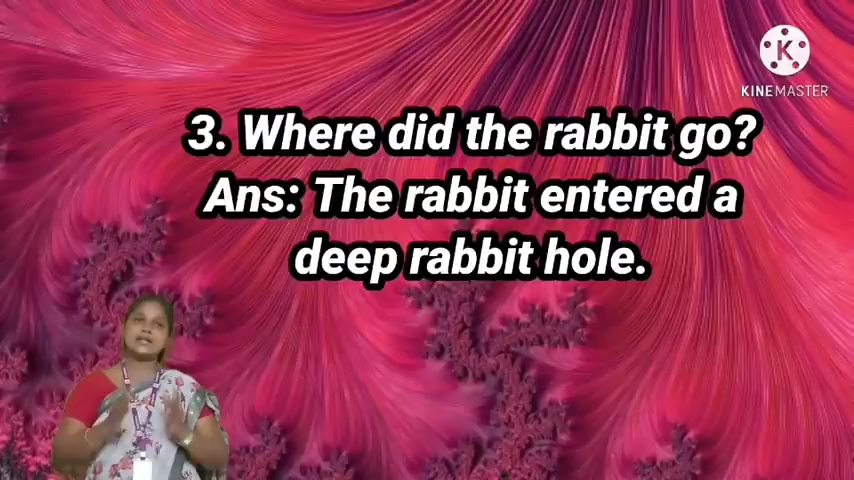 KINEMASTER
3. Where did the rabbit go?
Ans: The rabbit entered a
deep rabbit hole.